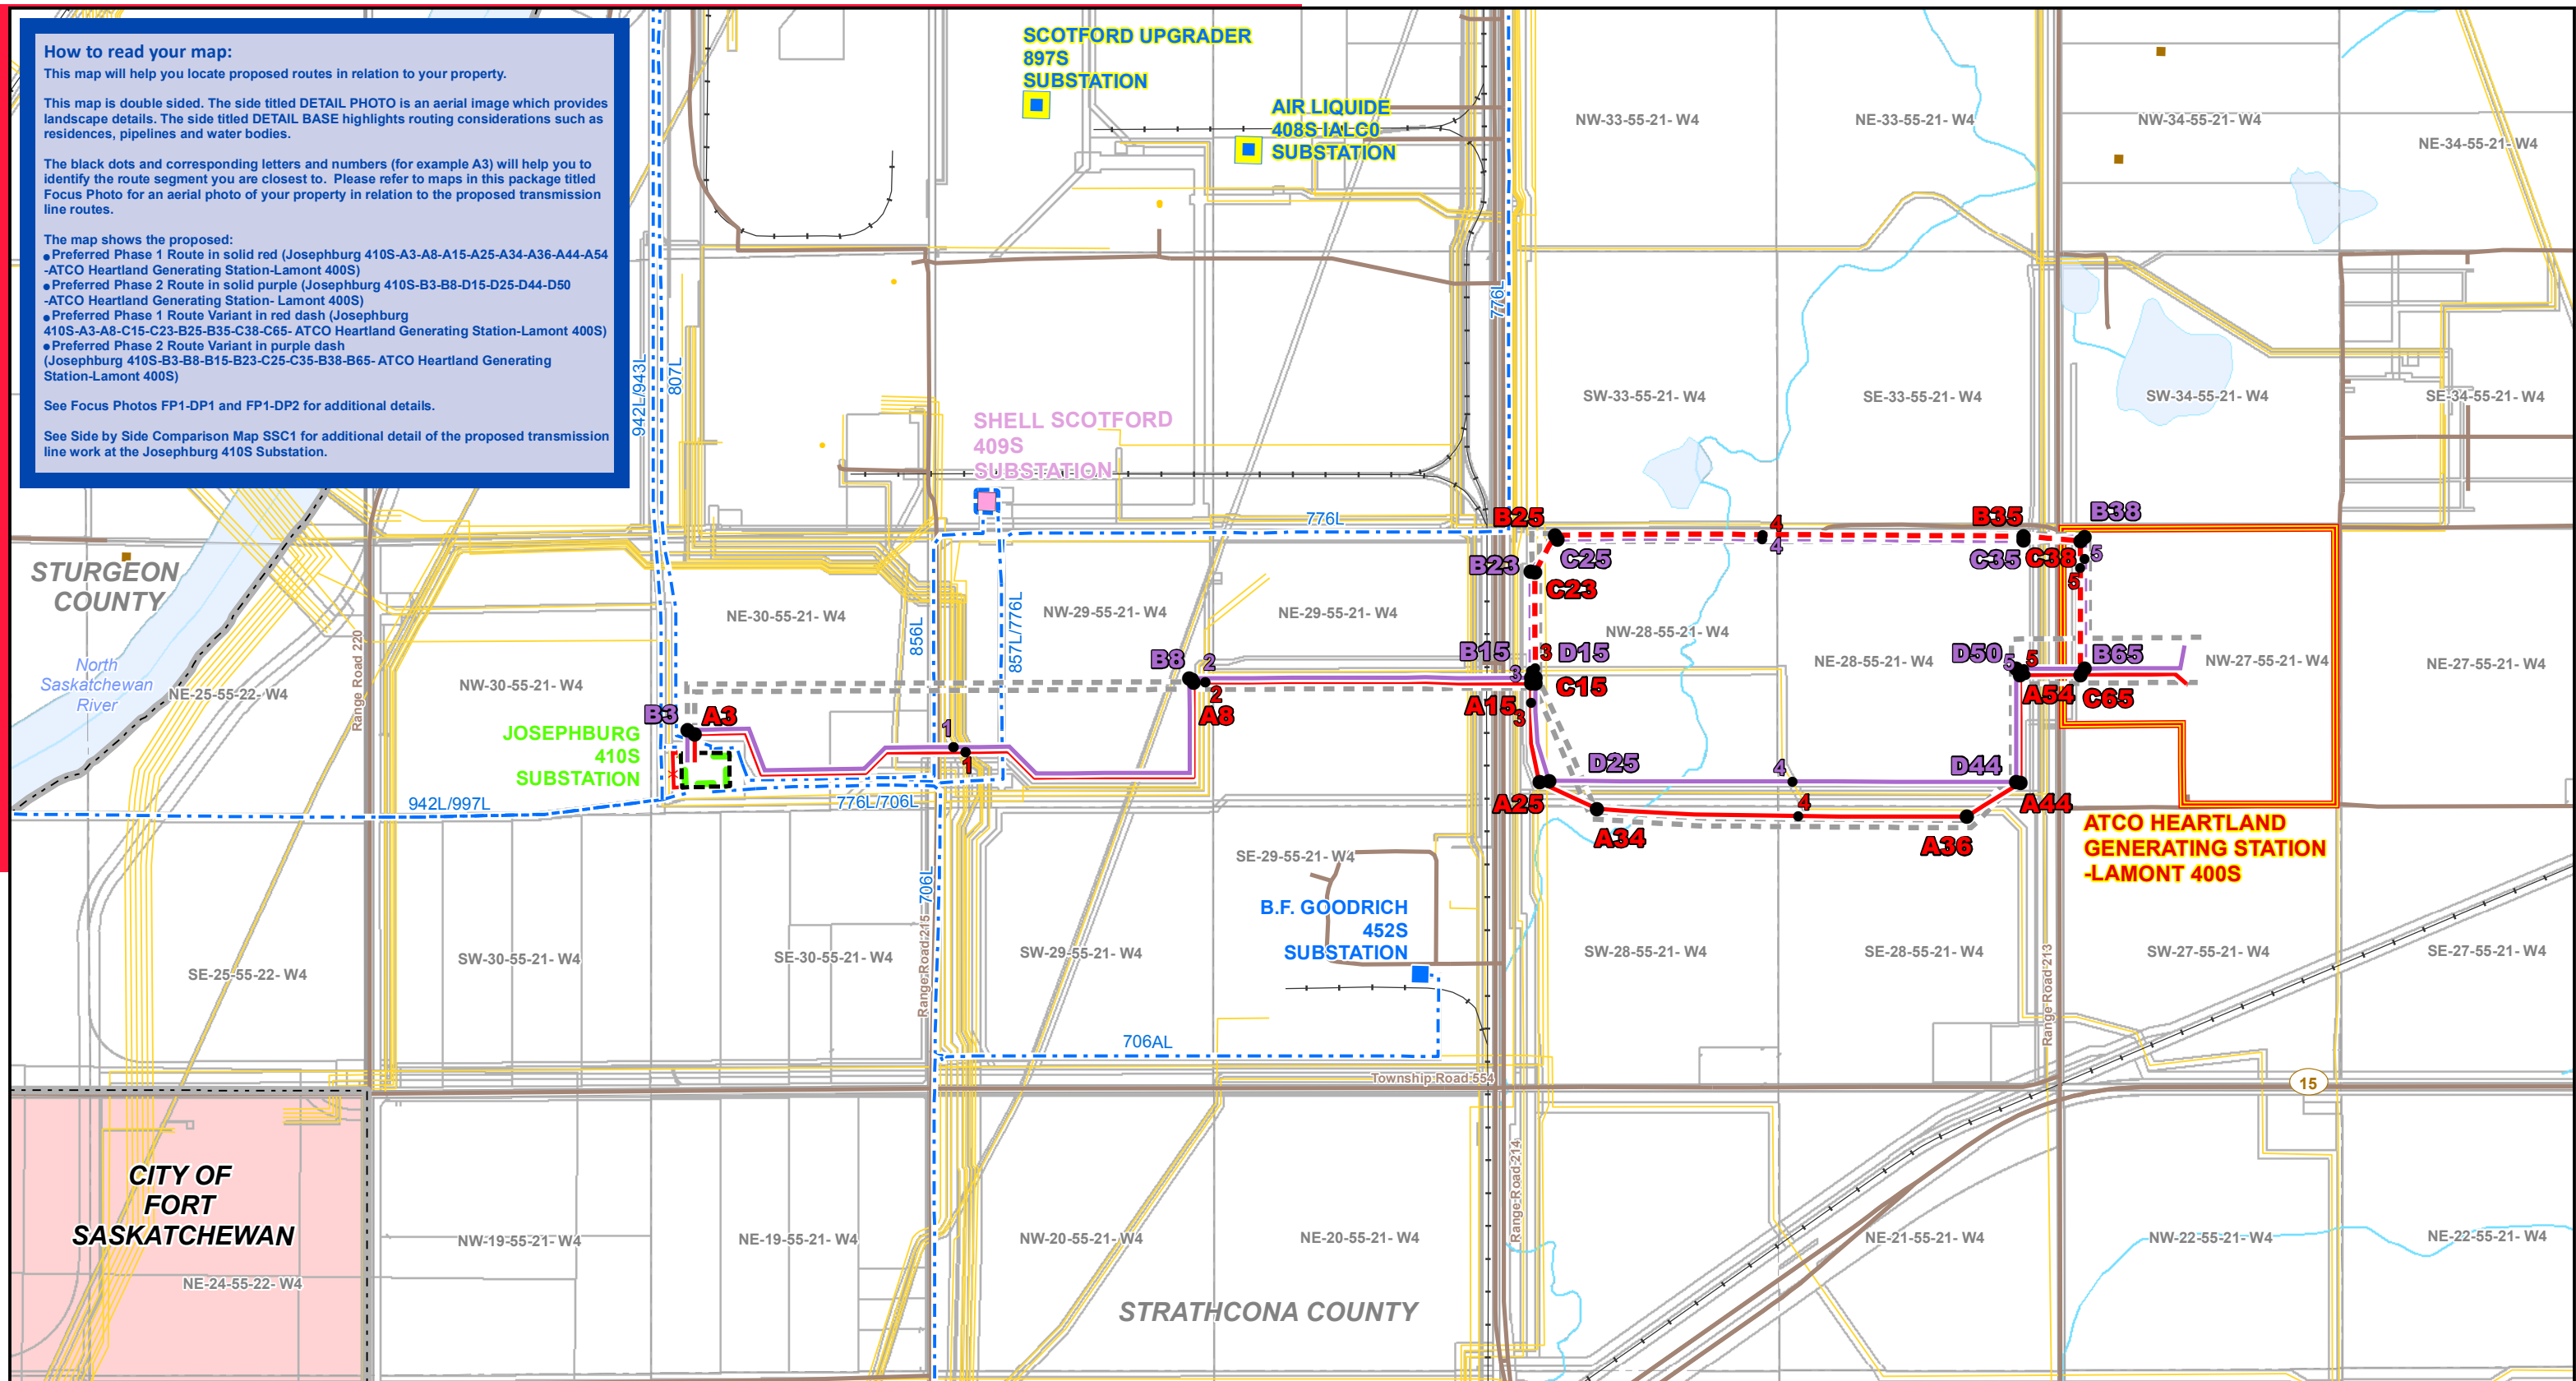 How to read your map:
This map will help you locate proposed routes in relation to your property.
This map is double sided. The side titled DETAIL PHOTO is an aerial image which provides
landscape details. The side titled DETAIL BASE highlights routing considerations such as
residences, pipelines and water bodies.
The black dots and corresponding letters and numbers (for example A3) will help you to
identify the route segment you are closest to. Please refer to maps in this package titled
Focus Photo for an aerial photo of your property in relation to the proposed transmission
line routes.
The map shows the proposed:
•Preferred Phase 1 Route in solid red (Josephburg 410S-A3-A8-A15-A25-A34-A36-A44-A54
-ATCO Heartland Generating Station-Lamont 400S)
•Preferred Phase 2 Route in solid purple (Josephburg 410S-B3-B8-D15-D25-D44-D50
-ATCO Heartland Generating Station- Lamont 400S)
•Preferred Phase 1 Route Variant in red dash (Josephburg
410S-A3-A8-C15-C23-B25-B35-C38-C65- ATCO Heartland Generating Station-Lamont 400S)
•Preferred Phase 2 Route Variant in purple dash
(Josephburg 410S-B3-B8-B15-B23-C25-C35-B38-B65- ATCO Heartland Generating
Station-Lamont 400S)
See Focus Photos FP1-DP1 and FP1-DP2 for additional details.
See Side by Side Comparison Map SSC1 for additional detail of the proposed transmission
line work at the Josephburg 410S Substation.
SCOTFORD UPGRADER
897S
SUBSTATION
AIR LIQUIDE
408S IALC0
SUBSTATION
NW-33-55-21- W4
NE-33-55-21- W4
NW-34-55-21- W4
NE-34-55-21- W4
776L
942L/943L
807L
SHELL SCOTFORD
409S
SUBSTATION
SW-33-55-21- W4
SE-33-55-21- W4
SW-34-55-21- W4
SE-34-55-21- W4
776L
B25
4
B35
B38
STURGEON
COUNTY
B23
C25
4
C35
C38
5
C23
5
NE-30-55-21- W4
856L
857L/776L
NW-29-55-21- W4
NE-29-55-21- W4
NW-28-55-21- W4
Range Road 220
North
Saskatchewan
River
NE-25-55-22- W4
NW-30-55-21- W4
B8
2
B15
3
D15
NE-28-55-21- W4
D50
5
5
B65
NW-27-55-21- W4
NE-27-55-21- W4
3
2
A8
C15
A54
C65
B3
A3
A15
3
JOSEPHBURG
410S
SUBSTATION
1
1
D25
4
D44
942L/997L
776L/706L
A25
4
A44
A34
A36
ATCO HEARTLAND
GENERATING STATION
-LAMONT 400S
SE-29-55-21- W4
706L
B.F. GOODRICH
452S
SUBSTATION
Range Road 215
SE-25-55-22- W4
SW-30-55-21- W4
SE-30-55-21- W4
SW-29-55-21- W4
SW-28-55-21- W4
SE-28-55-21- W4
Range Road 213
SW-27-55-21- W4
SE-27-55-21- W4
706AL
Township Road 554
15
CITY OF
FORT
SASKATCHEWAN
Range Road 214
NW-19-55-21- W4
NE-19-55-21- W4
NW-20-55-21- W4
NE-20-55-21- W4
NE-21-55-21- W4
NW-22-55-21- W4
NE-22-55-21- W4
NE-24-55-22- W4
STRATHCONA COUNTY